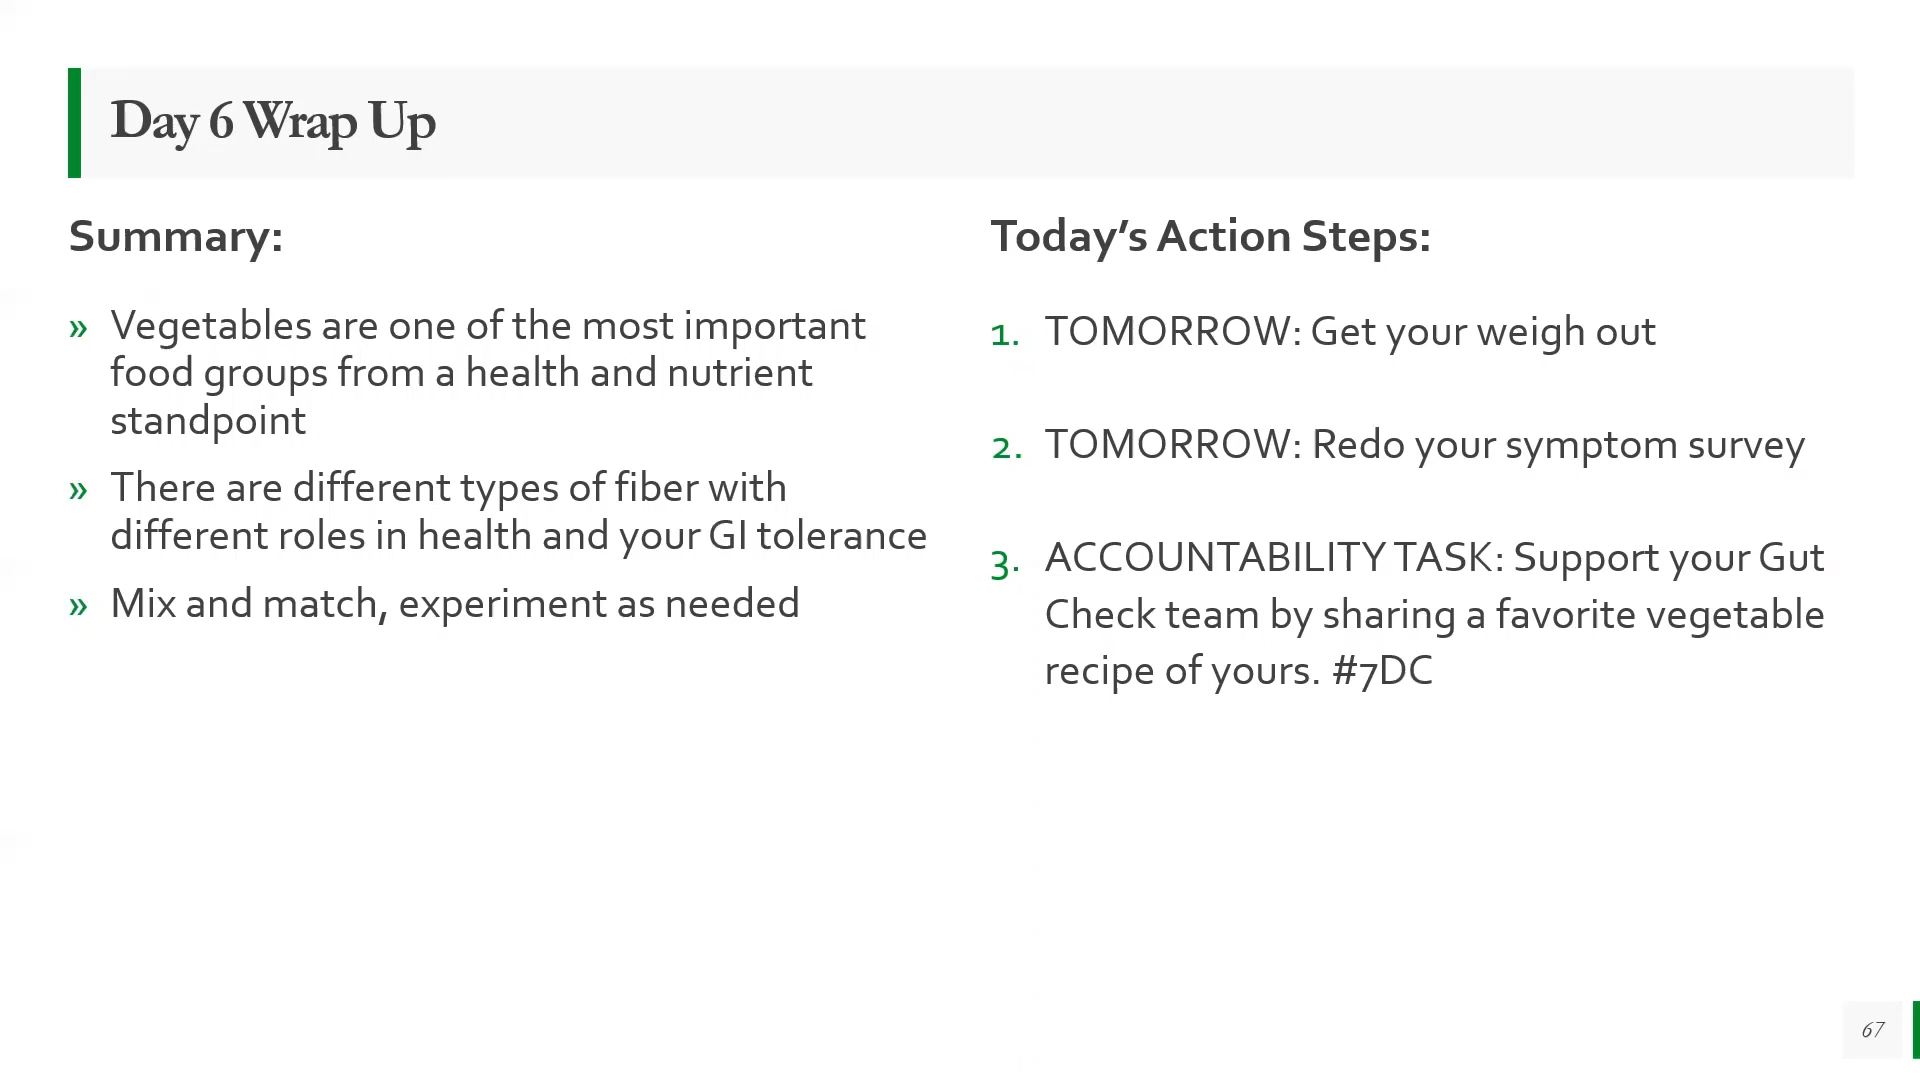 Day 6 Wrap Up
Summary:
» Vegetables are one of the most important
food groups from a health and nutrient
standpoint
» There are different types of fiber with
different roles in health and your GI tolerance
» Mix and match, experiment as needed
Today’s Action Steps:
1. TOMORROW: Get your weigh out
2. TOMORROW: Redo your symptom survey
3. ACCOUNTABILITY TASK: Support your Gut
Check team by sharing a favorite vegetable
recipe of yours. #7DC
67